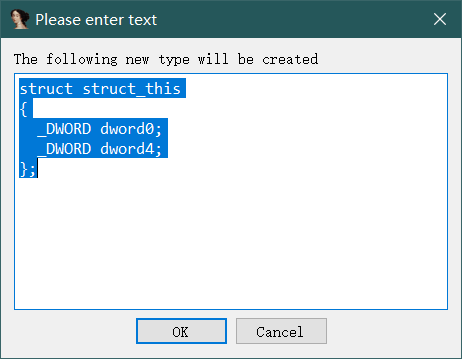 Please enter text
The following new type will be created
struct struct_this
{
  _DWORD dword0;
  _DWORD dword4;
};
OK
Cancel